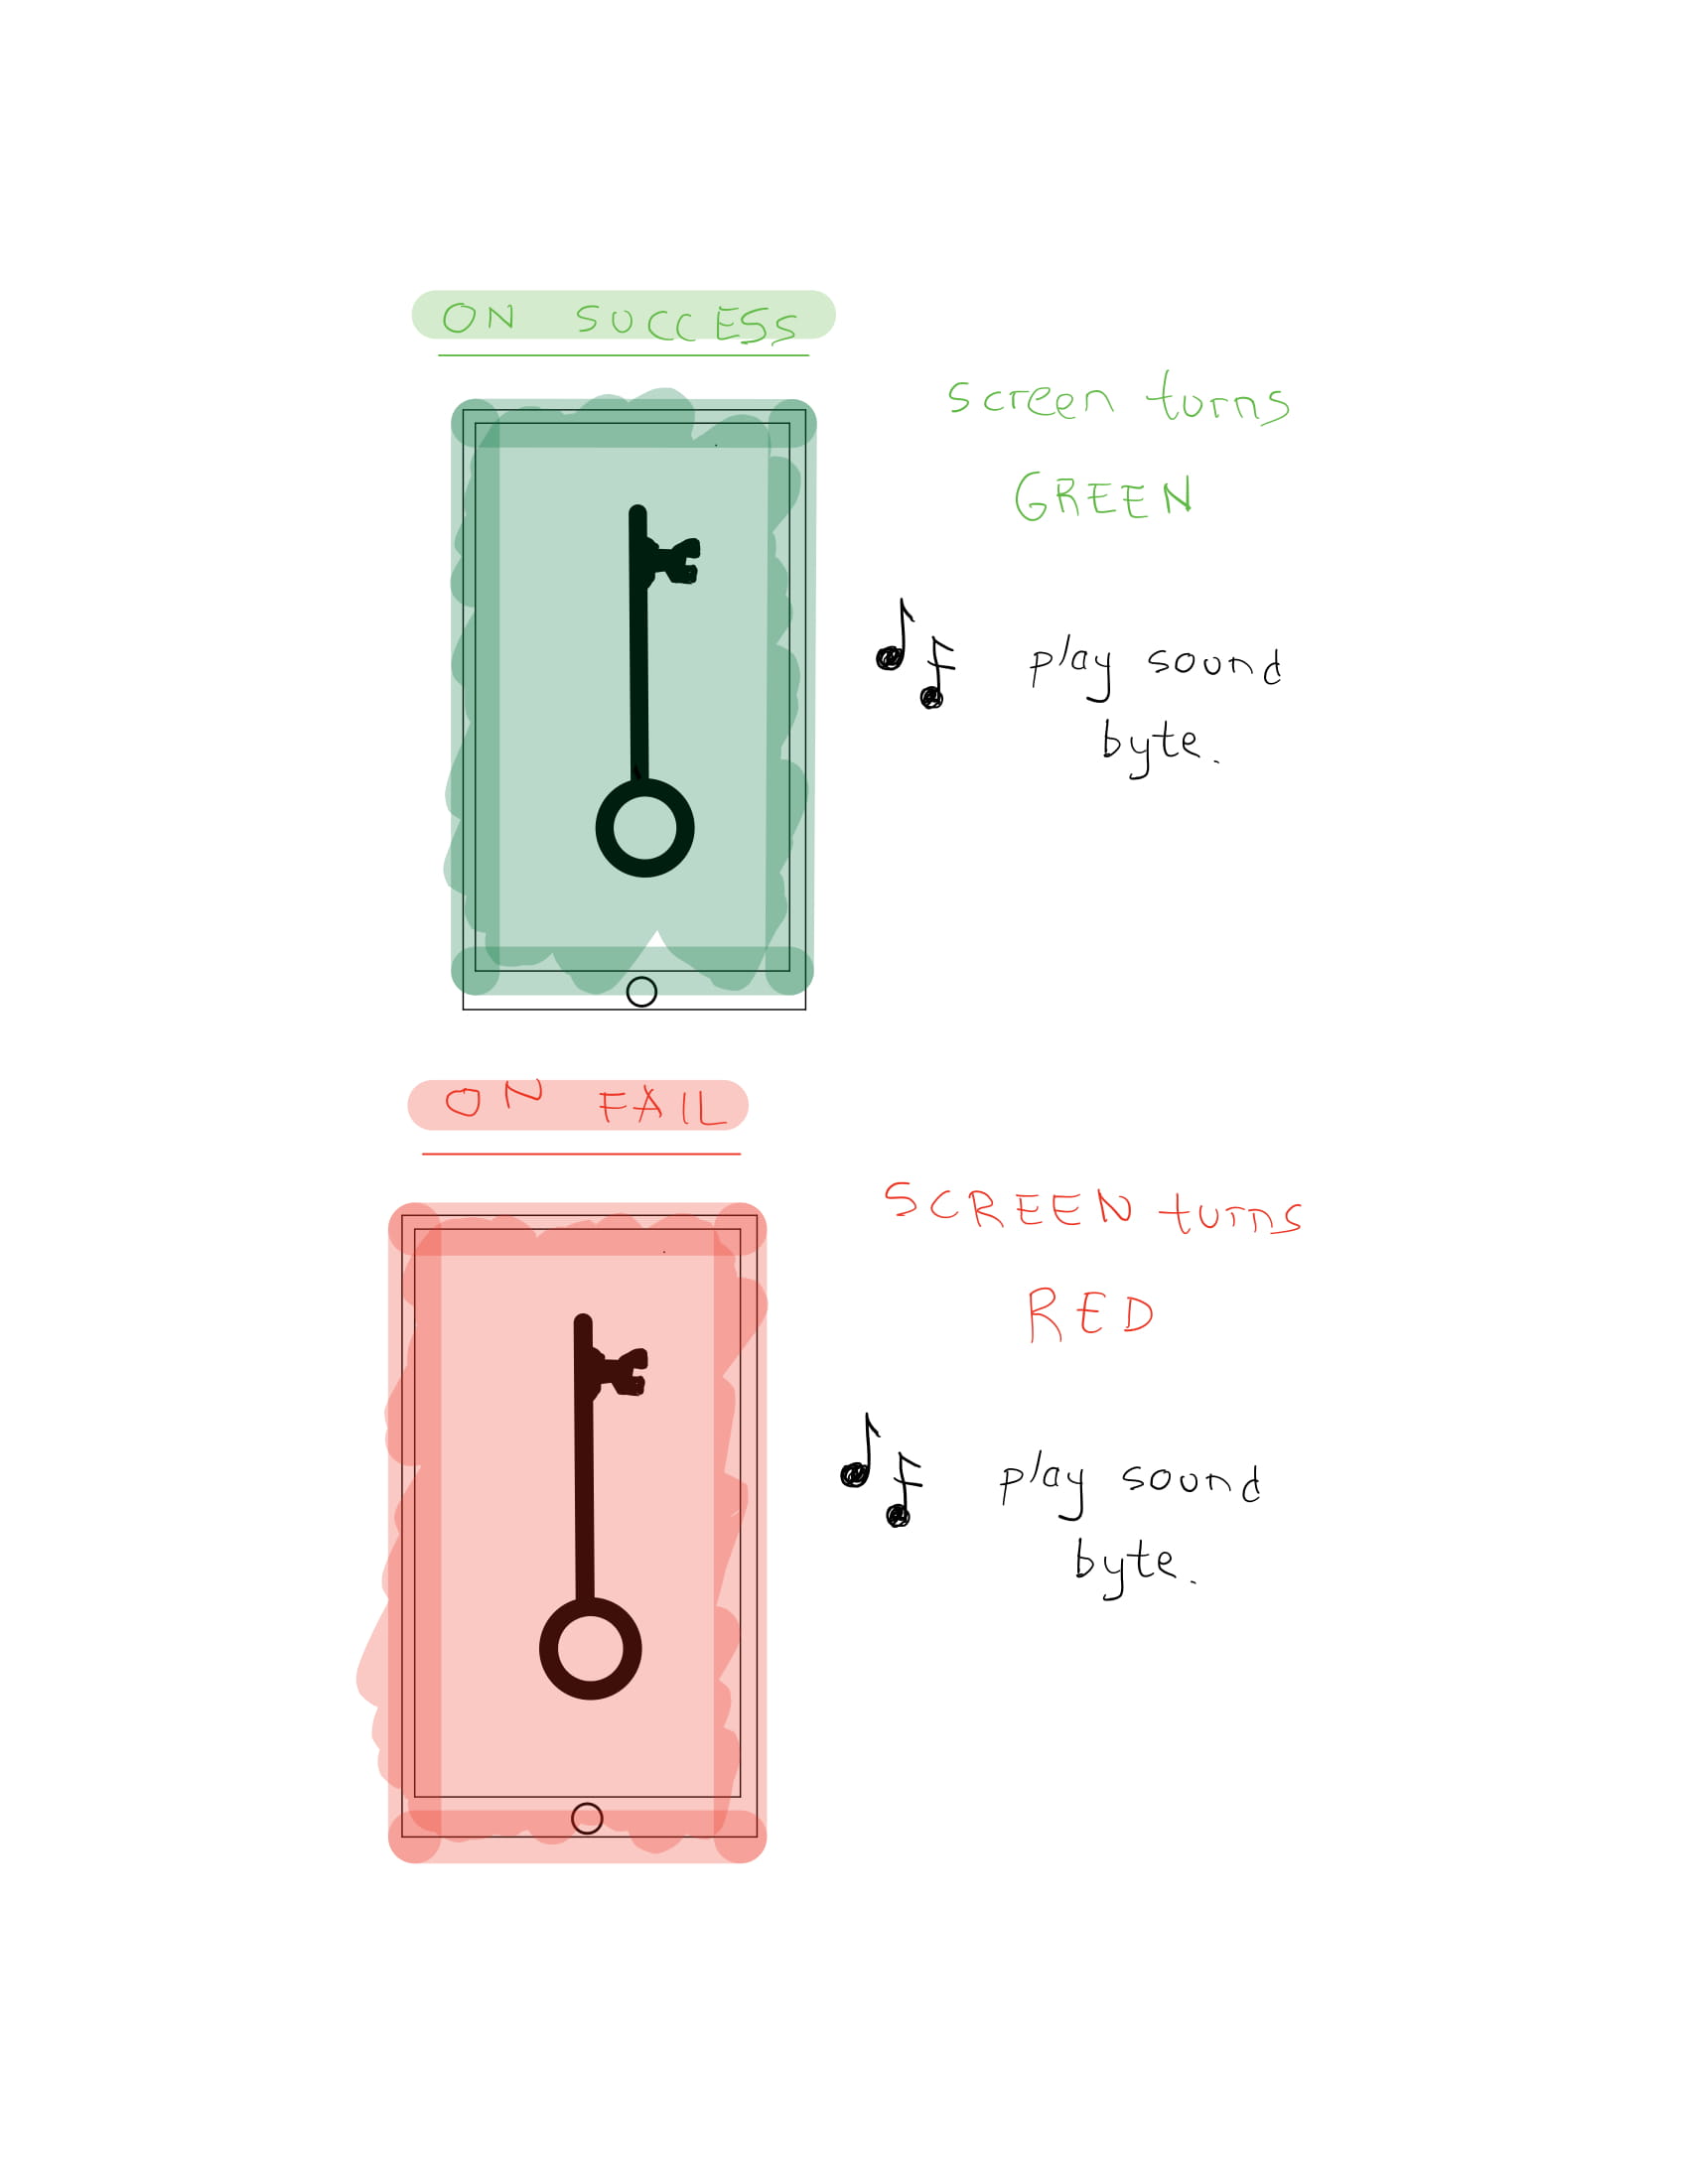 ON SUCCESS
screen turns
GREEN
play sound
byte.
ON FAIL
SCREEN turns
RED
play sound
byte.